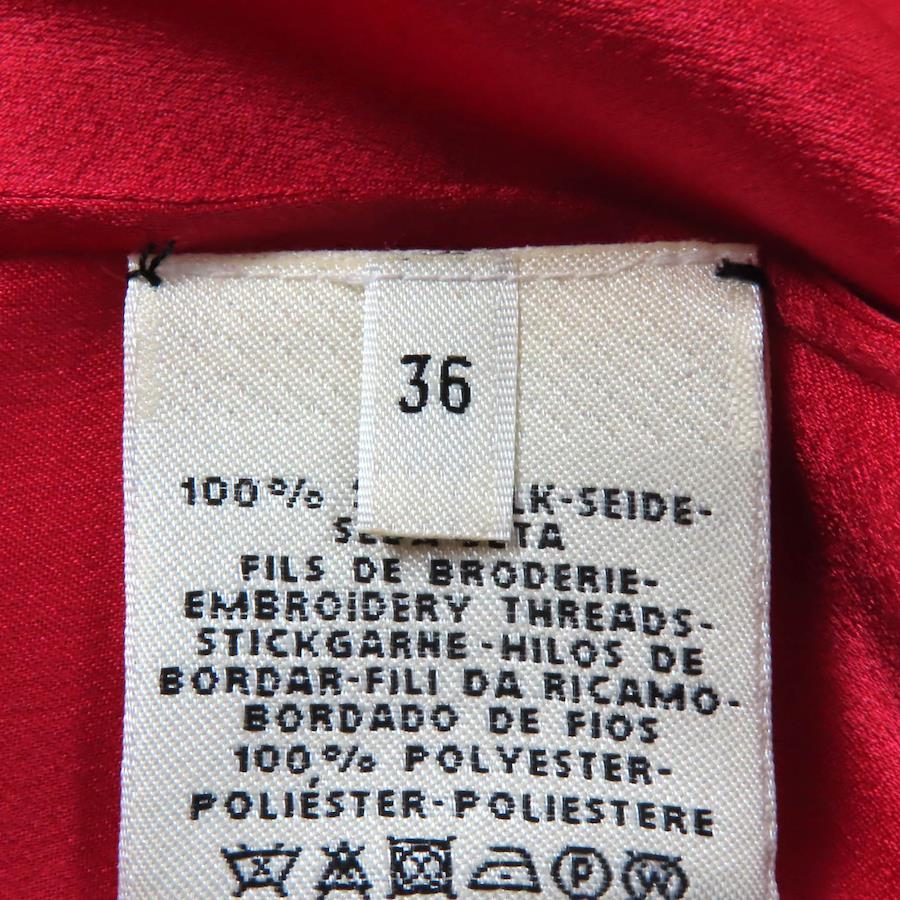 36
100% LK-SEIDE-
SETA
FILS DE BRODERIE-
EMBROIDERY THREADS-
STICKGARNE-HILOS DE
BORDAR-FILI DA RICAMO-
BORDADO DE FIOS
100% POLYESTER-
POLIÉSTER-POLIESTERE
P
W